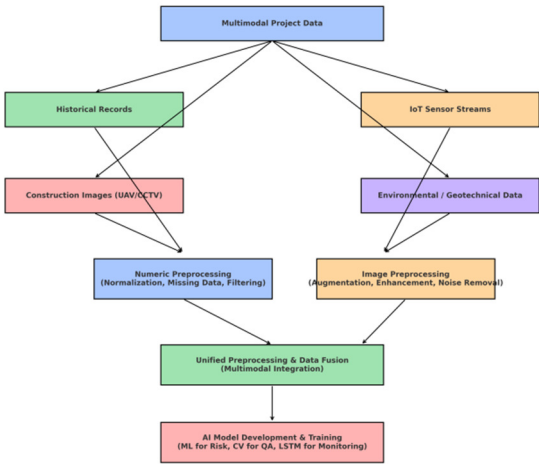 Multimodal Project Data
Historical Records
IoT Sensor Streams
Construction Images (UAV/CCTV)
Environmental / Geotechnical Data
Numeric Preprocessing
(Normalization, Missing Data, Filtering)
Image Preprocessing
(Augmentation, Enhancement, Noise Removal)
Unified Preprocessing & Data Fusion
(Multimodal Integration)
AI Model Development & Training
(ML for Risk, CV for QA, LSTM for Monitoring)